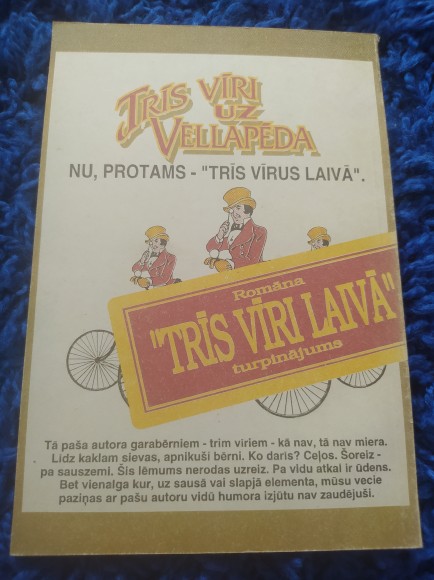 TRĪS VĪRI
UZ
VELLAPĒDA
NU, PROTAMS - "TRĪS VĪRUS LAIVĀ".
Romāna
"TRĪS VĪRI LAIVĀ"
turpinājums
Tā paša autora garabērniem - trim vīriem - kā nav, tā nav miera.
Līdz kaklam sievas, apnikuši bērni. Ko darīs? Ceļos. Šoreiz -
pa sauszemi. Šis lēmums nerodas uzreiz. Pa vidu atkal ir ūdens.
Bet vienalga kur, uz sausā vai slapjā elementa, mūsu vecie
paziņas ar pašu autoru vidū humora izjūtu nav zaudējuši.